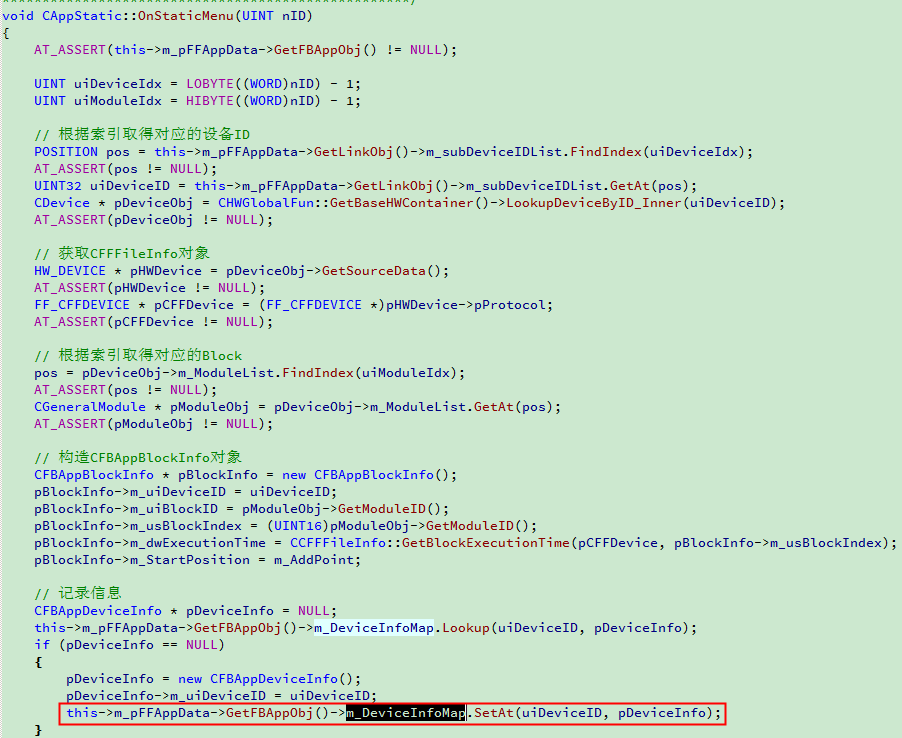 void CAppStatic::OnStaticMenu(UINT nID)
{
    AT_ASSERT(this->m_pFFAppData->GetFBAppObj() != NULL);

    UINT uiDeviceIdx = LOBYTE((WORD)nID) - 1;
    UINT uiModuleIdx = HIBYTE((WORD)nID) - 1;

    // 根据索引取得对应的设备ID
    POSITION pos = this->m_pFFAppData->GetLinkObj()->m_subDeviceIDList.FindIndex(uiDeviceIdx);
    AT_ASSERT(pos != NULL);
    UINT32 uiDeviceID = this->m_pFFAppData->GetLinkObj()->m_subDeviceIDList.GetAt(pos);
    CDevice * pDeviceObj = CHWGlobalFun::GetBaseHWContainer()->LookupDeviceByID_Inner(uiDeviceID);
    AT_ASSERT(pDeviceObj != NULL);

    // 获取CFFFileInfo对象
    HW_DEVICE * pHWDevice = pDeviceObj->GetSourceData();
    AT_ASSERT(pHWDevice != NULL);
    FF_CFFDEVICE * pCFFDevice = (FF_CFFDEVICE *)pHWDevice->pProtocol;
    AT_ASSERT(pCFFDevice != NULL);

    // 根据索引取得对应的Block
    pos = pDeviceObj->m_ModuleList.FindIndex(uiModuleIdx);
    AT_ASSERT(pos != NULL);
    CGeneralModule * pModuleObj = pDeviceObj->m_ModuleList.GetAt(pos);
    AT_ASSERT(pModuleObj != NULL);

    // 构造CFBAppBlockInfo对象
    CFBAppBlockInfo * pBlockInfo = new CFBAppBlockInfo();
    pBlockInfo->m_uiDeviceID = uiDeviceID;
    pBlockInfo->m_uiBlockID = pModuleObj->GetModuleID();
    pBlockInfo->m_usBlockIndex = (UINT16)pModuleObj->GetModuleID();
    pBlockInfo->m_dwExecutionTime = CCFFFileInfo::GetBlockExecutionTime(pCFFDevice, pBlockInfo->m_usBlockIndex);
    pBlockInfo->m_StartPosition = m_AddPoint;

    // 记录信息
    CFBAppDeviceInfo * pDeviceInfo = NULL;
    this->m_pFFAppData->GetFBAppObj()->m_DeviceInfoMap.Lookup(uiDeviceID, pDeviceInfo);
    if (pDeviceInfo == NULL)
    {
        pDeviceInfo = new CFBAppDeviceInfo();
        pDeviceInfo->m_uiDeviceID = uiDeviceID;
        this->m_pFFAppData->GetFBAppObj()->m_DeviceInfoMap.SetAt(uiDeviceID, pDeviceInfo);
    }